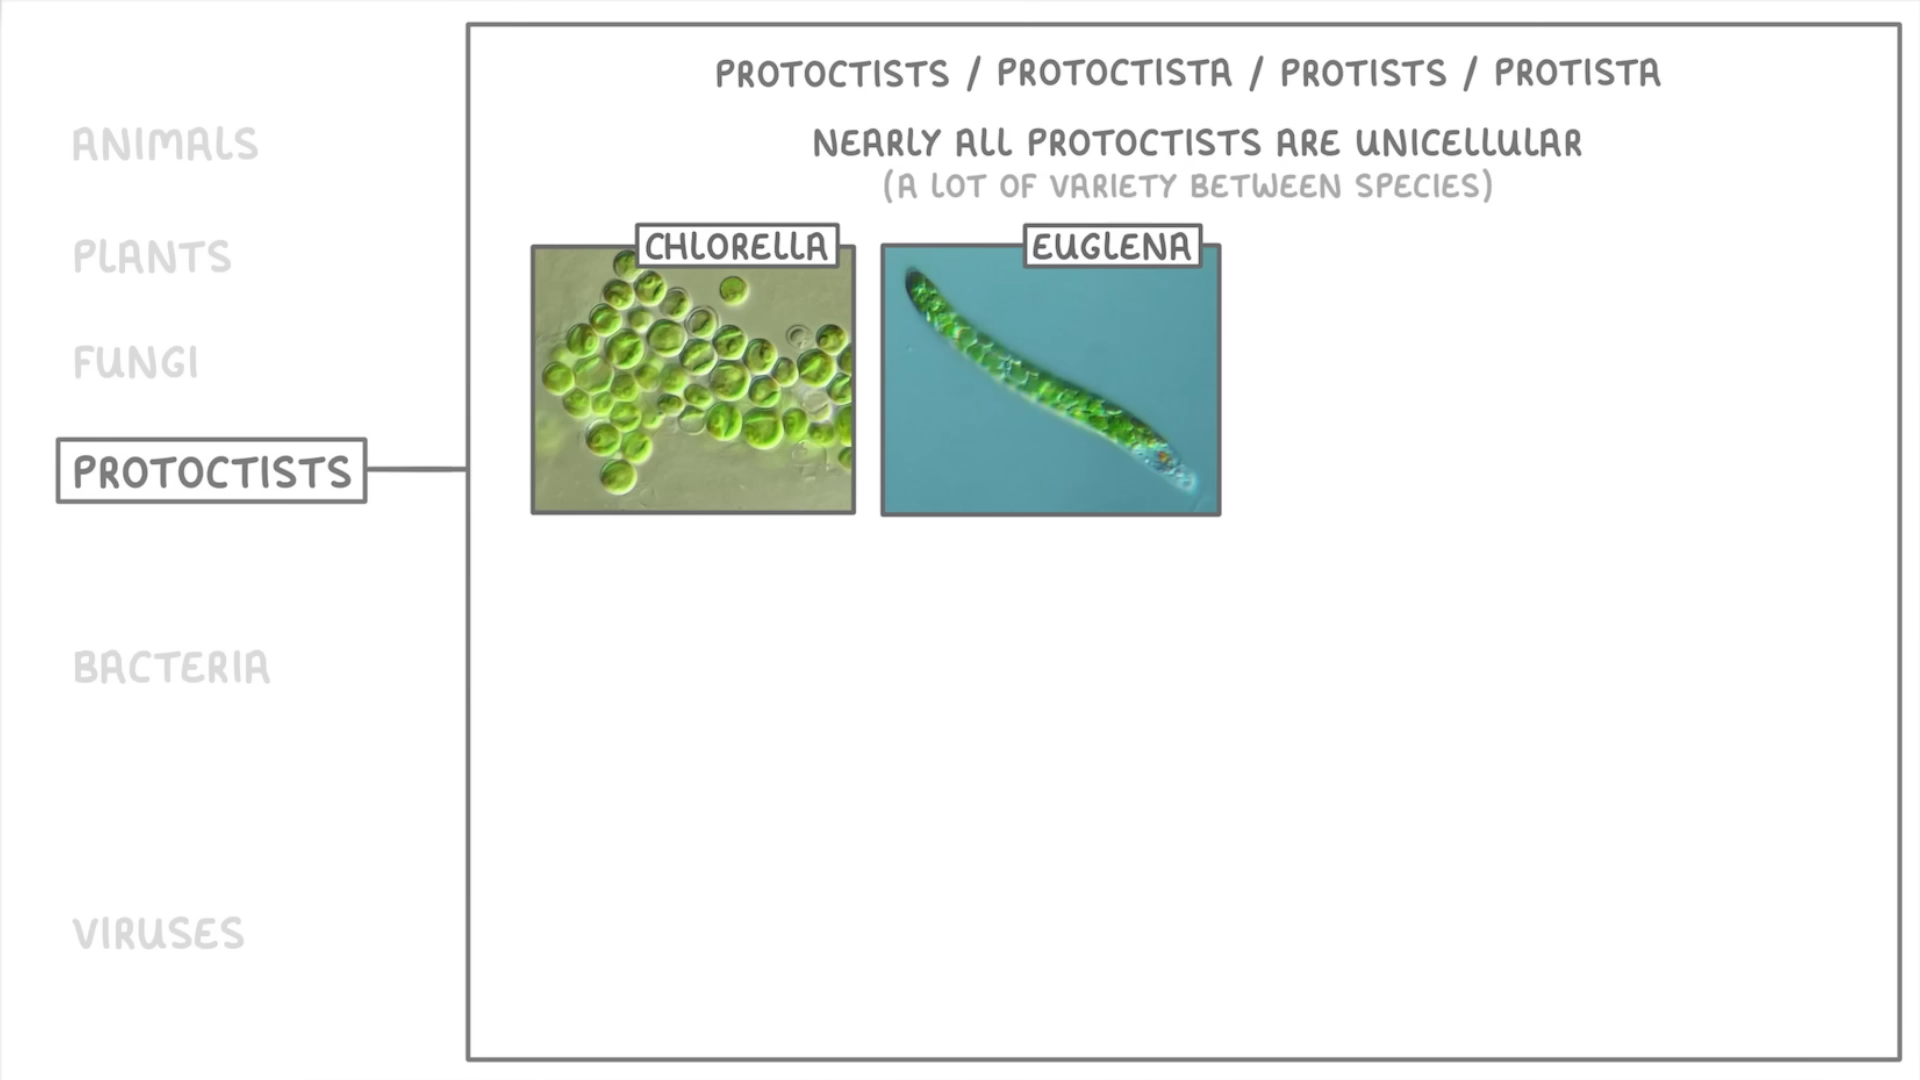 PROTOCTISTS / PROTOCTISTA / PROTISTS / PROTISTA
NEARLY ALL PROTOCTISTS ARE UNICELLULAR
(A LOT OF VARIETY BETWEEN SPECIES)
CHLORELLA
EUGLENA
ANIMALS
PLANTS
FUNGI
PROTOCTISTS
BACTERIA
VIRUSES